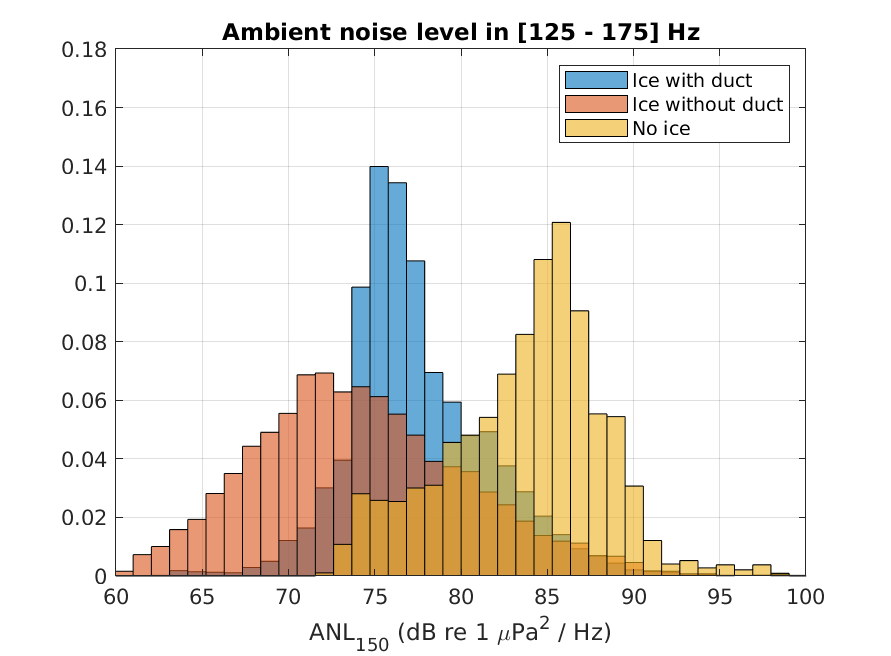 Ambient noise level in [125 - 175] Hz
0.18
0.16
0.14
0.12
0.1
0.08
0.06
0.04
0.02
0
Ice with duct
Ice without duct
No ice
60 65 70 75 80 85 90 95 100
ANL150 (dB re 1 μPa2 / Hz)